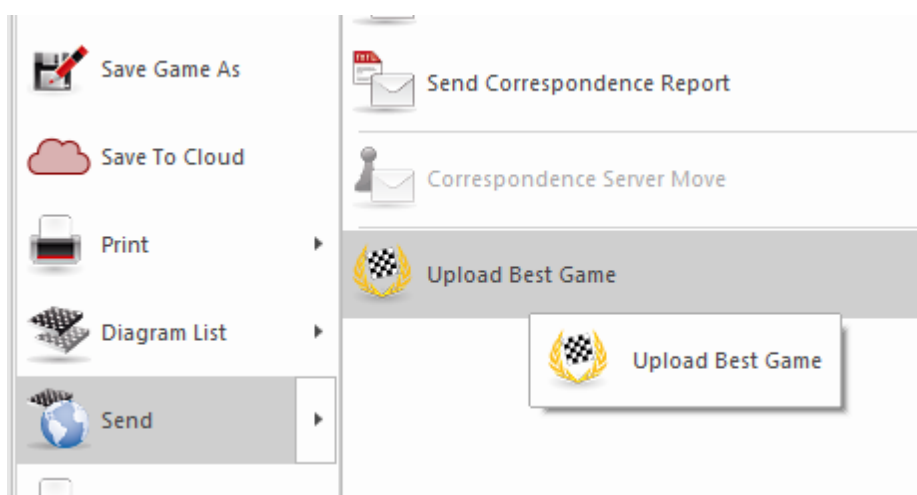 Save Game As
Save To Cloud
Print
Diagram List
Send
Send Correspondence Report
Correspondence Server Move
Upload Best Game
Upload Best Game